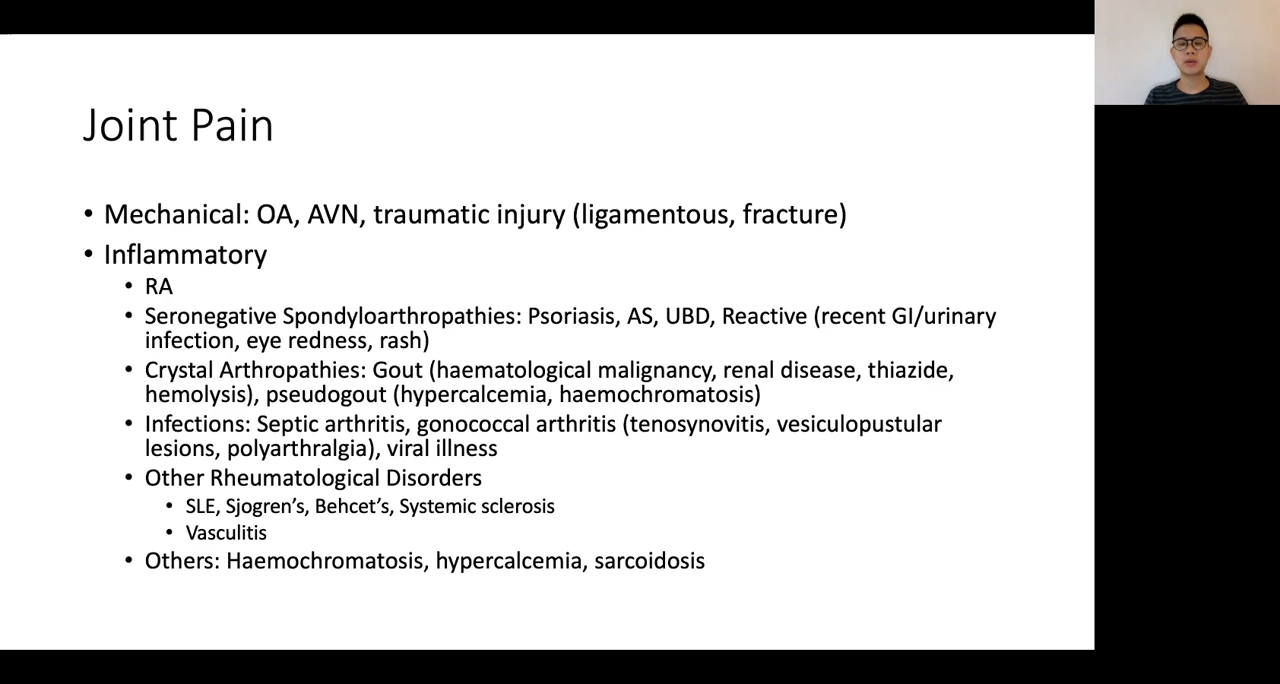 Joint Pain
• Mechanical: OA, AVN, traumatic injury (ligamentous, fracture)
• Inflammatory
• RA
• Seronegative Spondyloarthropathies: Psoriasis, AS, UBD, Reactive (recent GI/urinary
infection, eye redness, rash)
• Crystal Arthropathies: Gout (haematological malignancy, renal disease, thiazide,
hemolysis), pseudogout (hypercalcemia, haemochromatosis)
• Infections: Septic arthritis, gonococcal arthritis (tenosynovitis, vesiculopustular
lesions, polyarthralgia), viral illness
• Other Rheumatological Disorders
• SLE, Sjogren’s, Behcet’s, Systemic sclerosis
• Vasculitis
• Others: Haemochromatosis, hypercalcemia, sarcoidosis